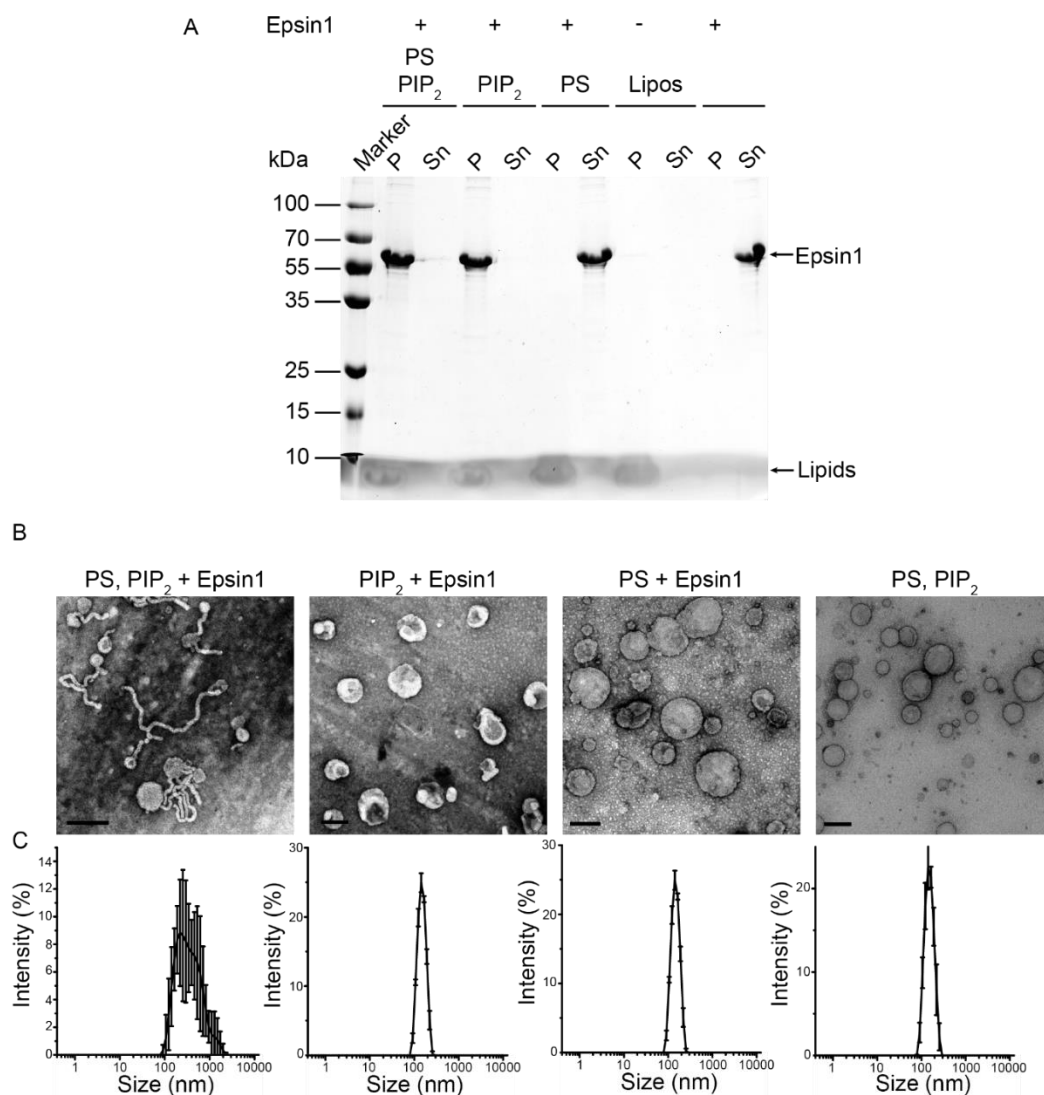 A Epsin1 + + + - +
PS
PIP₂ PIP₂ PS Lipos
kDa Marker P Sn P Sn P Sn P Sn P Sn
100
70
55 Epsin1
35
25
15
10 Lipids
B
PS, PIP₂ + Epsin1 PIP₂ + Epsin1 PS + Epsin1 PS, PIP₂
C
Intensity (%) 14 12 10 8 6 4 2 0
1 10 100 1000 10000
Size (nm)
Intensity (%) 30 20 10 0
1 10 100 1000 10000
Size (nm)
Intensity (%) 30 20 10 0
1 10 100 1000 10000
Size (nm)
Intensity (%) 20 10 0
1 10 100 1000 10000
Size (nm)